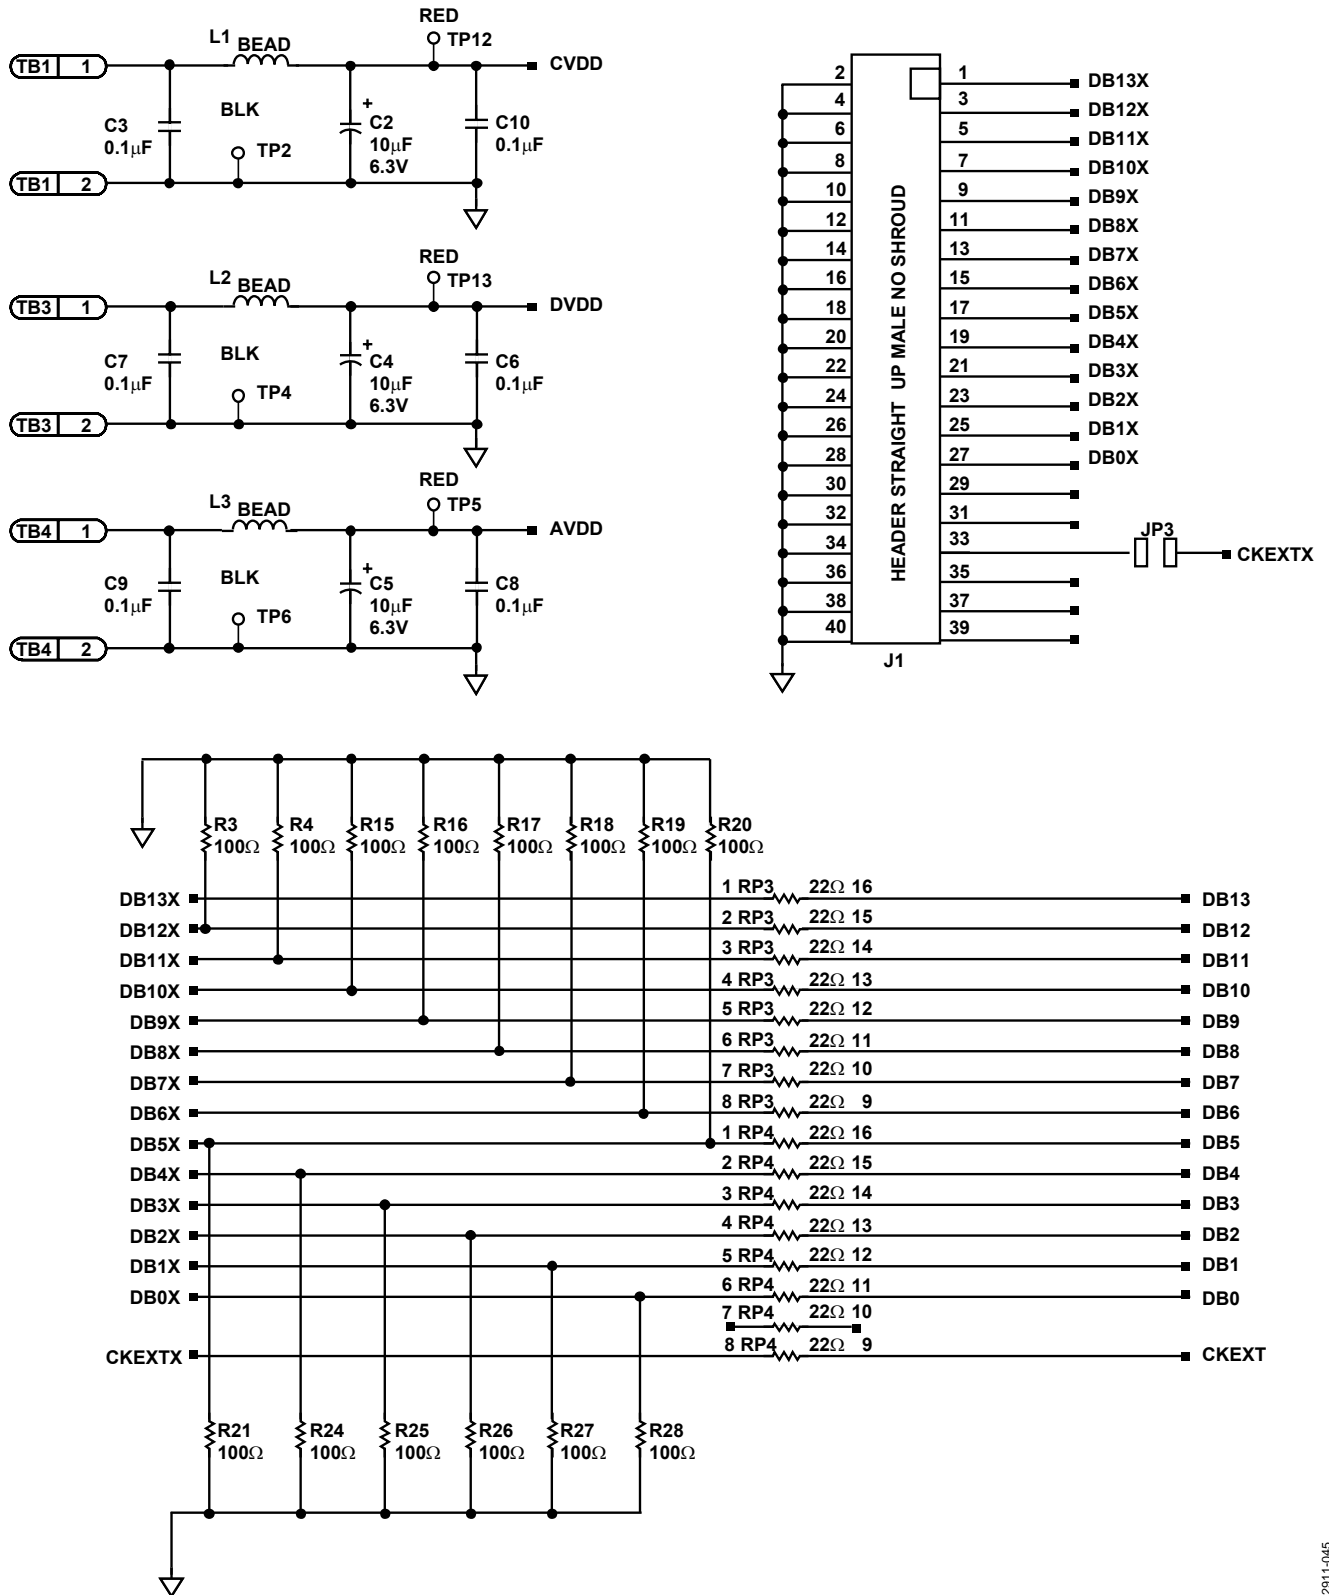 RED
L1 BEAD TP12
TB1 1 CVDD
BLK
C3 0.1μF
+ C2 10μF 6.3V
C10 0.1μF
TP2
TB1 2
RED
L2 BEAD TP13
TB3 1 DVDD
BLK
C7 0.1μF
+ C4 10μF 6.3V
C6 0.1μF
TP4
TB3 2
RED
L3 BEAD TP5
TB4 1 AVDD
BLK
C9 0.1μF
+ C5 10μF 6.3V
C8 0.1μF
TP6
TB4 2
2 1 DB13X
4 3 DB12X
6 5 DB11X
8 7 DB10X
10 9 DB9X
12 11 DB8X
14 13 DB7X
16 15 DB6X
18 17 DB5X
20 19 DB4X
22 21 DB3X
24 23 DB2X
26 25 DB1X
28 27 DB0X
30 29
32 31
34 33 JP3 CKEXTX
36 35
38 37
40 39
HEADER STRAIGHT UP MALE NO SHROUD
J1
R3 R4 R15 R16 R17 R18 R19 R20
100Ω 100Ω 100Ω 100Ω 100Ω 100Ω 100Ω 100Ω
DB13X 1 RP3 22Ω 16 DB13
DB12X 2 RP3 22Ω 15 DB12
DB11X 3 RP3 22Ω 14 DB11
DB10X 4 RP3 22Ω 13 DB10
DB9X 5 RP3 22Ω 12 DB9
DB8X 6 RP3 22Ω 11 DB8
DB7X 7 RP3 22Ω 10 DB7
DB6X 8 RP3 22Ω 9 DB6
DB5X 1 RP4 22Ω 16 DB5
DB4X 2 RP4 22Ω 15 DB4
DB3X 3 RP4 22Ω 14 DB3
DB2X 4 RP4 22Ω 13 DB2
DB1X 5 RP4 22Ω 12 DB1
DB0X 6 RP4 22Ω 11 DB0
7 RP4 22Ω 10
CKEXTX 8 RP4 22Ω 9 CKEXT
R21 R24 R25 R26 R27 R28
100Ω 100Ω 100Ω 100Ω 100Ω 100Ω